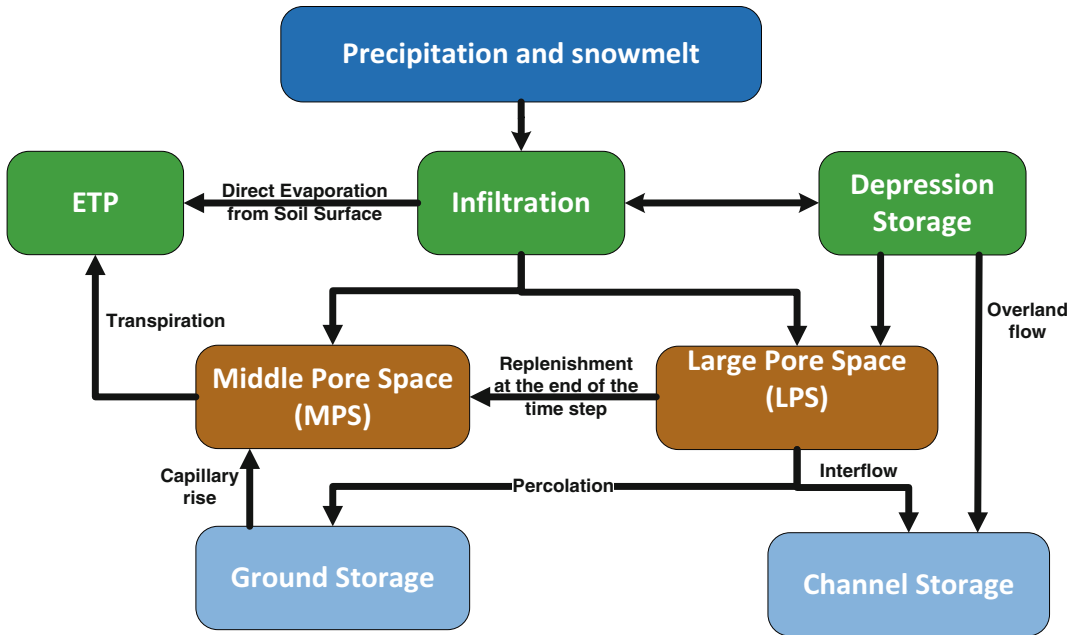 Precipitation and snowmelt
ETP
Direct Evaporation
from Soil Surface
Infiltration
Depression
Storage
Transpiration
Overland
flow
Middle Pore Space
(MPS)
Replenishment
at the end of the
time step
Large Pore Space
(LPS)
Capillary
rise
Percolation
Interflow
Ground Storage
Channel Storage